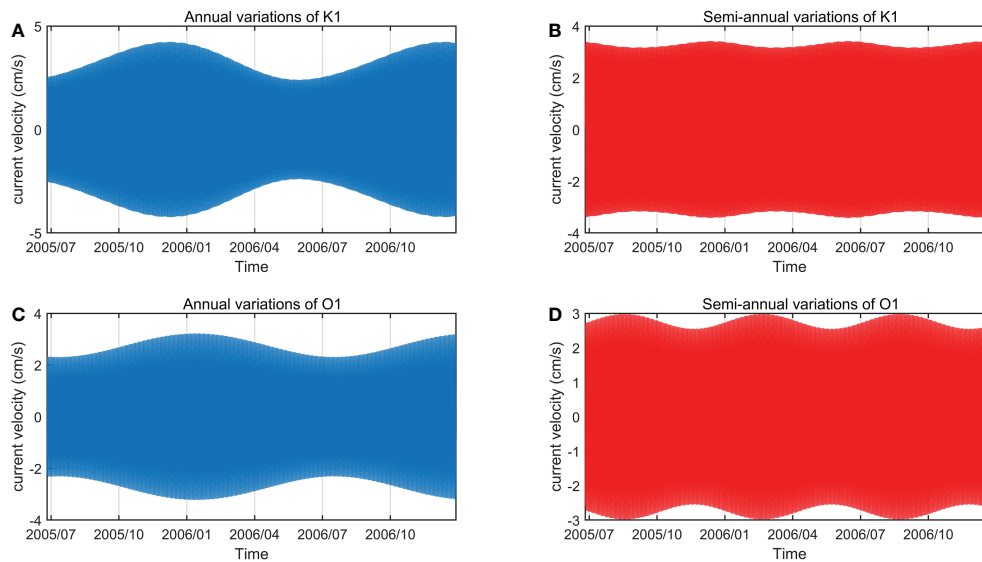 A
Annual variations of K1
current velocity (cm/s)
5
0
-5
2005/07 2005/10 2006/01 2006/04 2006/07 2006/10
Time
B
Semi-annual variations of K1
current velocity (cm/s)
4
2
0
-2
-4
2005/07 2005/10 2006/01 2006/04 2006/07 2006/10
Time
C
Annual variations of O1
current velocity (cm/s)
4
2
0
-2
-4
2005/07 2005/10 2006/01 2006/04 2006/07 2006/10
Time
D
Semi-annual variations of O1
current velocity (cm/s)
3
2
1
0
-1
-2
-3
2005/07 2005/10 2006/01 2006/04 2006/07 2006/10
Time